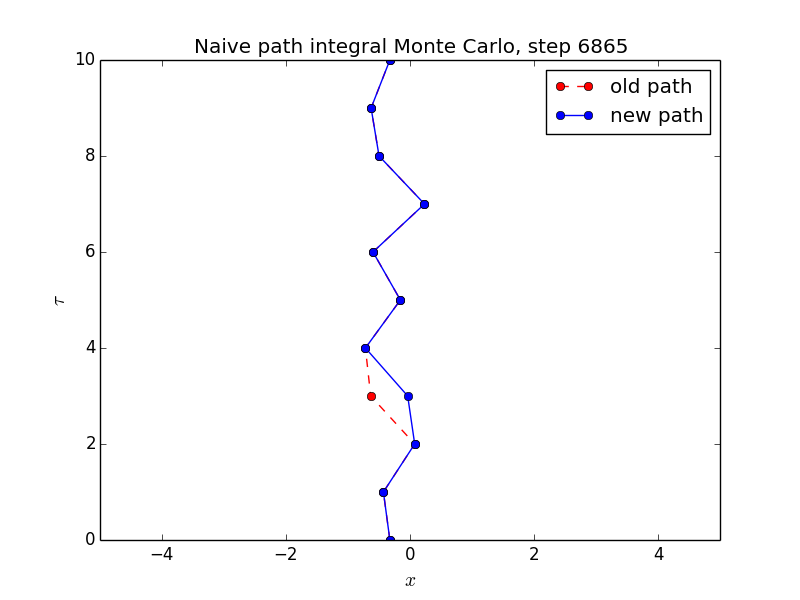 Naive path integral Monte Carlo, step 6865
10
8
6
4
2
0
τ
old path
new path
−4 −2 0 2 4
x